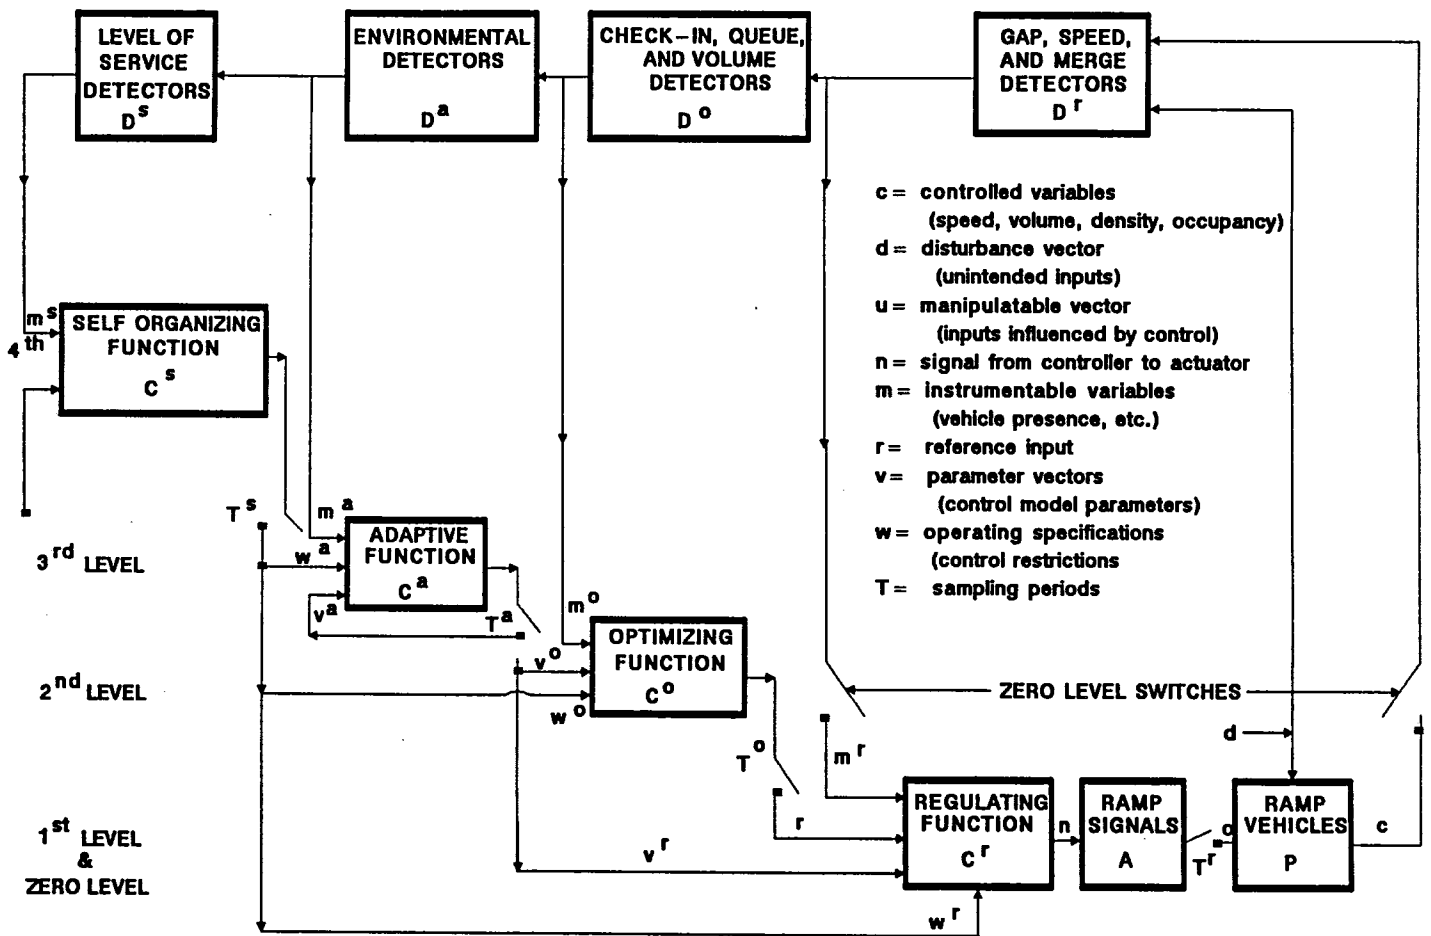 LEVEL OF
SERVICE
DETECTORS
D^s
ENVIRONMENTAL
DETECTORS
D^a
CHECK-IN, QUEUE,
AND VOLUME
DETECTORS
D^o
GAP, SPEED,
AND MERGE
DETECTORS
D^r
c = controlled variables
(speed, volume, density, occupancy)
d = disturbance vector
(unintended inputs)
u = manipulatable vector
(inputs influenced by control)
n = signal from controller to actuator
m = instrumentable variables
(vehicle presence, etc.)
r = reference input
v = parameter vectors
(control model parameters)
w = operating specifications
(control restrictions
T = sampling periods
m^s
4^th
SELF ORGANIZING
FUNCTION
C^s
T^s
m^a
w^a
v^a
3^rd LEVEL
ADAPTIVE
FUNCTION
C^a
T^a
m^o
v^o
w^o
2^nd LEVEL
OPTIMIZING
FUNCTION
C^o
T^o
ZERO LEVEL SWITCHES
d
m^r
r
v^r
w^r
1^st LEVEL
&
ZERO LEVEL
REGULATING
FUNCTION
C^r
n
RAMP
SIGNALS
A
T^r
o
RAMP
VEHICLES
P
c